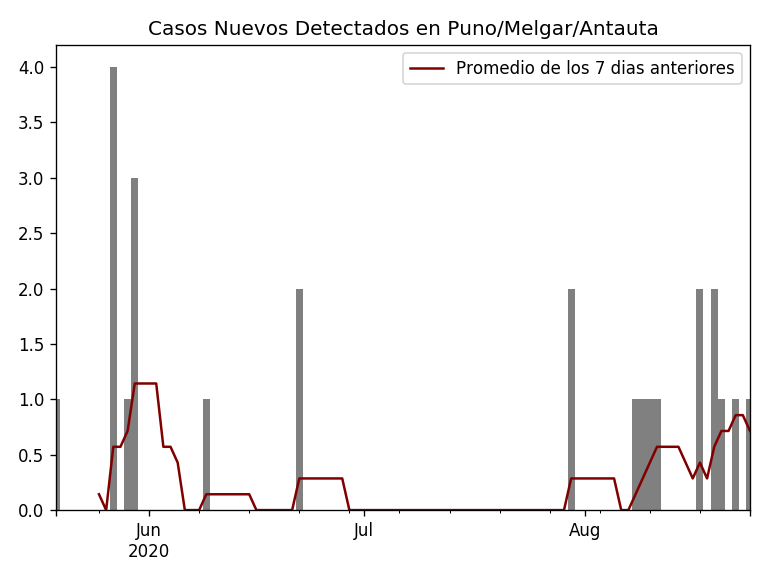 Casos Nuevos Detectados en Puno/Melgar/Antauta
Promedio de los 7 dias anteriores
4.0
3.5
3.0
2.5
2.0
1.5
1.0
0.5
0.0
Jun
2020
Jul
Aug